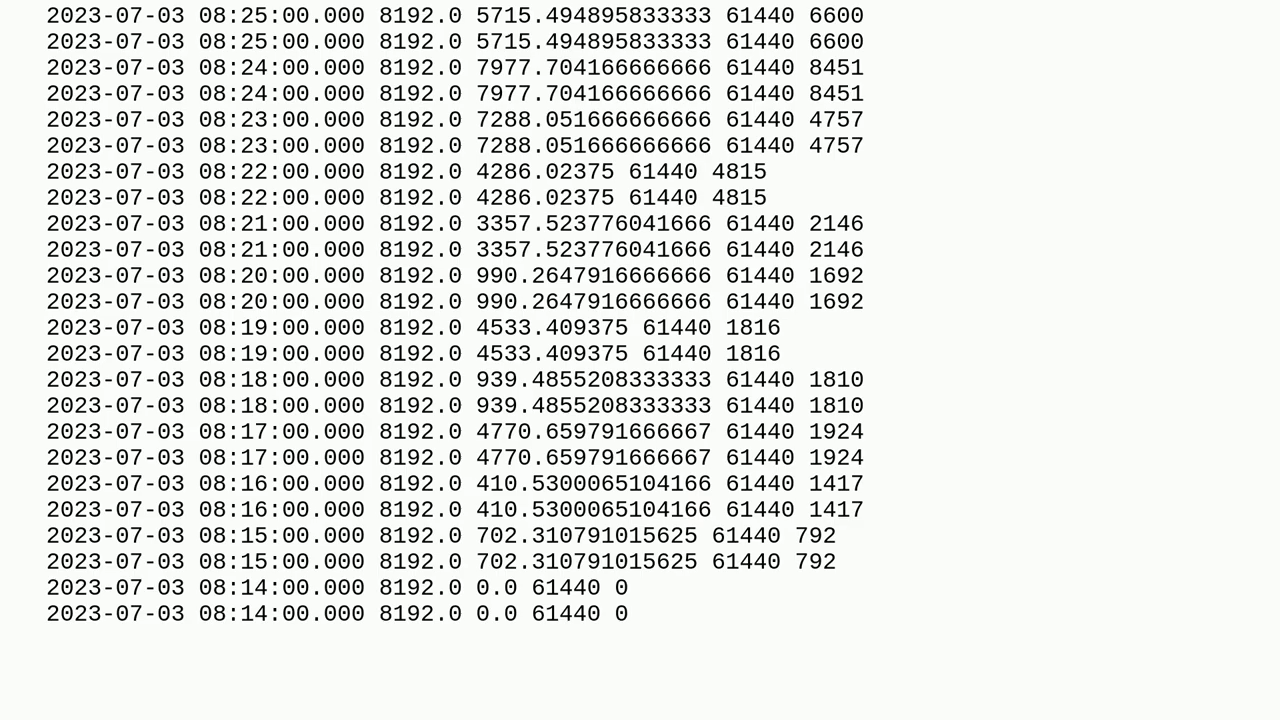 2023-07-03 08:25:00.000 8192.0 5715.494895833333 61440 6600
2023-07-03 08:25:00.000 8192.0 5715.494895833333 61440 6600
2023-07-03 08:24:00.000 8192.0 7977.704166666666 61440 8451
2023-07-03 08:24:00.000 8192.0 7977.704166666666 61440 8451
2023-07-03 08:23:00.000 8192.0 7288.051666666666 61440 4757
2023-07-03 08:23:00.000 8192.0 7288.051666666666 61440 4757
2023-07-03 08:22:00.000 8192.0 4286.02375 61440 4815
2023-07-03 08:22:00.000 8192.0 4286.02375 61440 4815
2023-07-03 08:21:00.000 8192.0 3357.523776041666 61440 2146
2023-07-03 08:21:00.000 8192.0 3357.523776041666 61440 2146
2023-07-03 08:20:00.000 8192.0 990.2647916666666 61440 1692
2023-07-03 08:20:00.000 8192.0 990.2647916666666 61440 1692
2023-07-03 08:19:00.000 8192.0 4533.409375 61440 1816
2023-07-03 08:19:00.000 8192.0 4533.409375 61440 1816
2023-07-03 08:18:00.000 8192.0 939.4855208333333 61440 1810
2023-07-03 08:18:00.000 8192.0 939.4855208333333 61440 1810
2023-07-03 08:17:00.000 8192.0 4770.659791666667 61440 1924
2023-07-03 08:17:00.000 8192.0 4770.659791666667 61440 1924
2023-07-03 08:16:00.000 8192.0 410.5300065104166 61440 1417
2023-07-03 08:16:00.000 8192.0 410.5300065104166 61440 1417
2023-07-03 08:15:00.000 8192.0 702.310791015625 61440 792
2023-07-03 08:15:00.000 8192.0 702.310791015625 61440 792
2023-07-03 08:14:00.000 8192.0 0.0 61440 0
2023-07-03 08:14:00.000 8192.0 0.0 61440 0